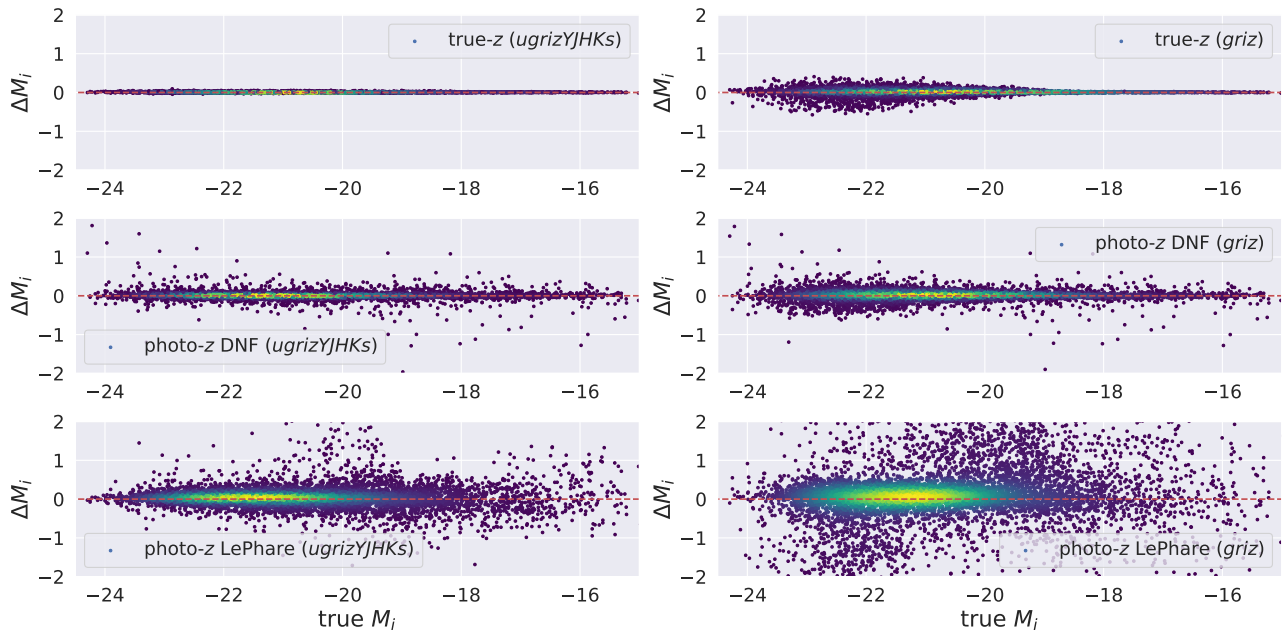 2
1
0
−1
−2
ΔM_i
true-z (ugrizYJHKs)
−24 −22 −20 −18 −16
2
1
0
−1
−2
ΔM_i
true-z (griz)
−24 −22 −20 −18 −16
2
1
0
−1
−2
ΔM_i
photo-z DNF (ugrizYJHKs)
−24 −22 −20 −18 −16
2
1
0
−1
−2
ΔM_i
photo-z DNF (griz)
−24 −22 −20 −18 −16
2
1
0
−1
−2
ΔM_i
photo-z LePhare (ugrizYJHKs)
−24 −22 −20 −18 −16
true M_i
2
1
0
−1
−2
ΔM_i
photo-z LePhare (griz)
−24 −22 −20 −18 −16
true M_i